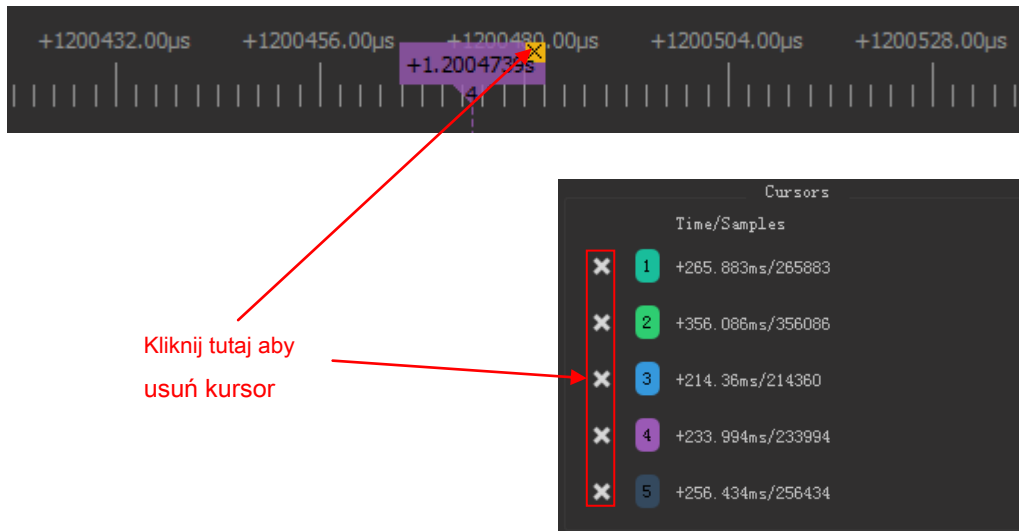 +1200432.00µs +1200456.00µs +1200480.00µs +1200504.00µs +1200528.00µs
+1.2004739s
4
Cursors
Time/Samples
1 +265.883ms/265883
2 +356.086ms/356086
Kliknij tutaj aby
usuń kursor
3 +214.36ms/214360
4 +233.994ms/233994
5 +256.434ms/256434